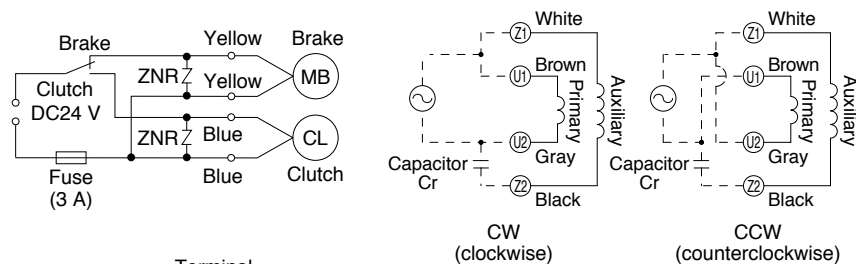 Brake
Clutch
DC24 V
Fuse
(3 A)
ZNR
ZNR
Yellow
Yellow
Blue
Blue
Brake
MB
CL
Clutch
Z1
White
U1
Brown
Primary
Auxiliary
U2
Gray
Capacitor
Cr
Z2
Black
CW
(clockwise)
Z1
White
U1
Brown
Primary
Auxiliary
U2
Gray
Capacitor
Cr
Z2
Black
CCW
(counterclockwise)
Terminal